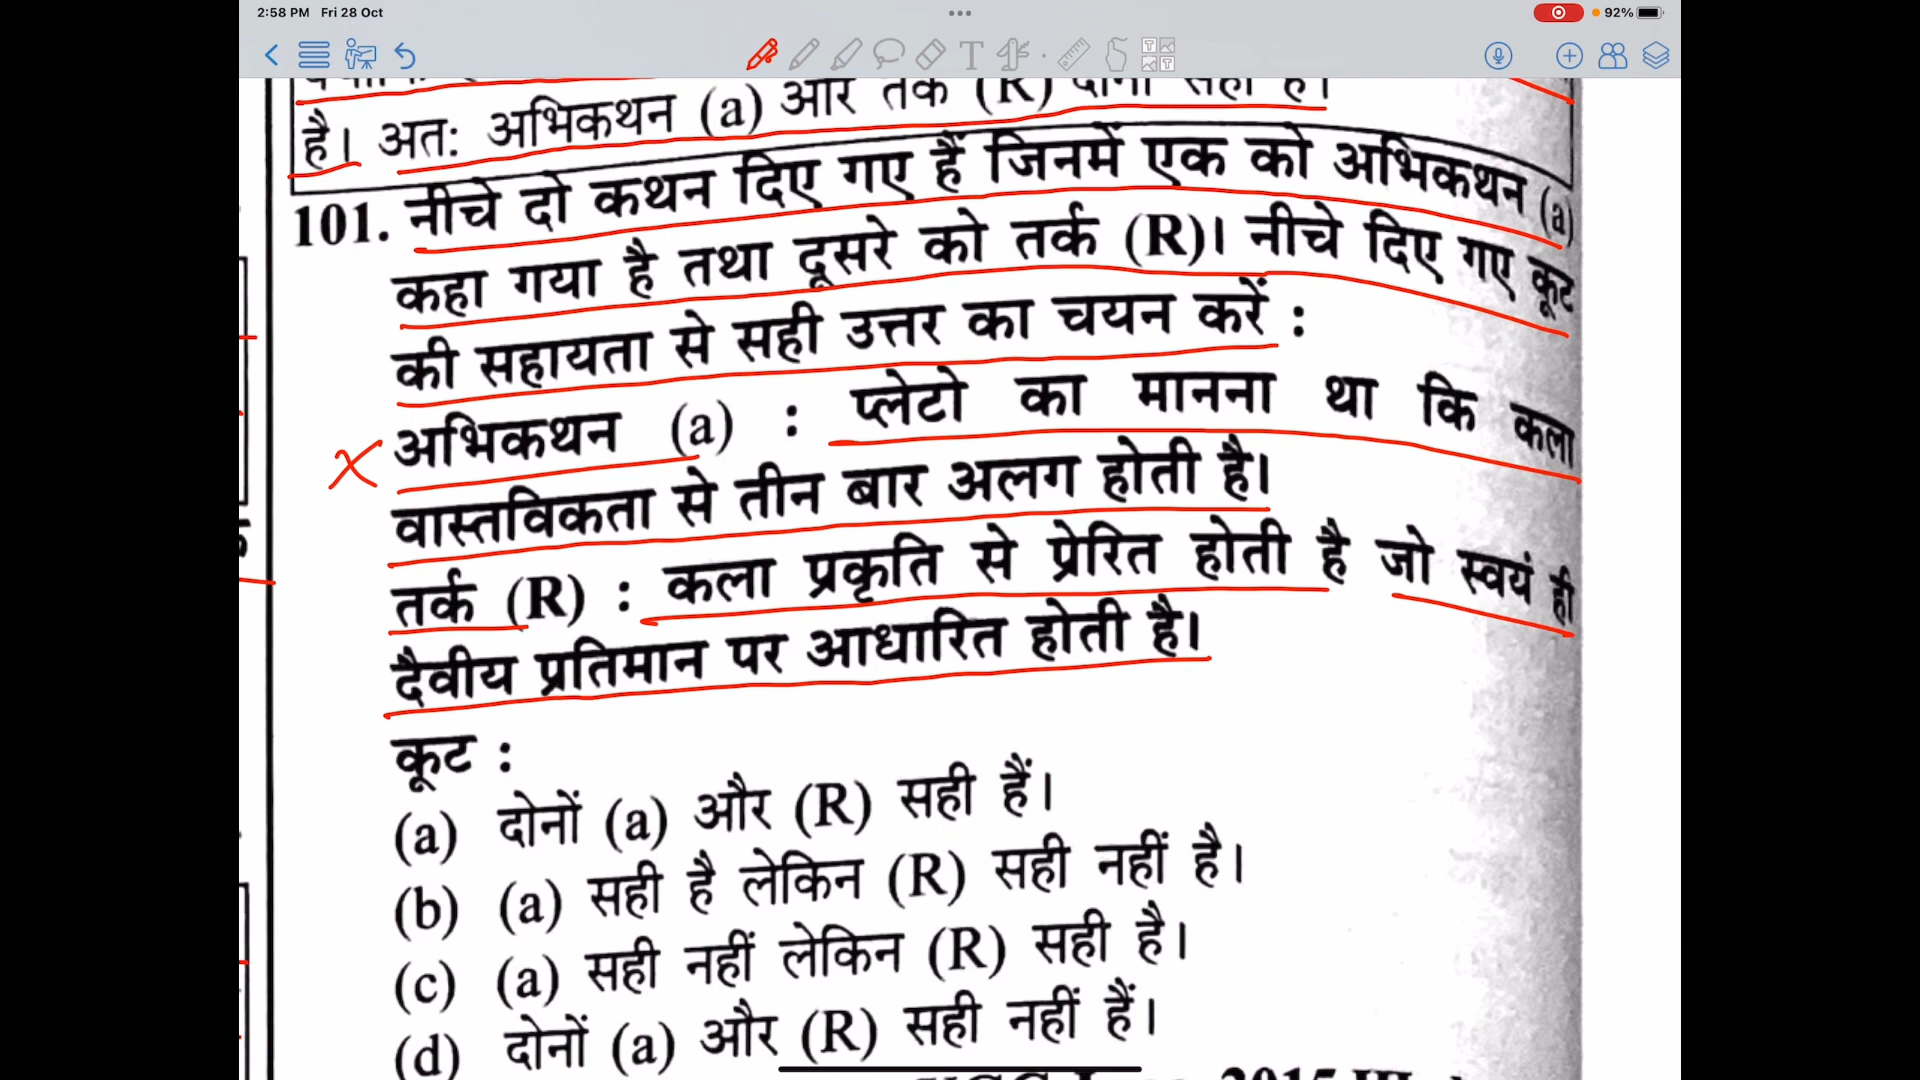 2:58 PM Fri 28 Oct
92%
है। अतः अभिकथन (a) और तर्क (R) दोनों सही हैं।
101. नीचे दो कथन दिए गए हैं जिनमें एक को अभिकथन (a)
कहा गया है तथा दूसरे को तर्क (R)। नीचे दिए गए कूट
की सहायता से सही उत्तर का चयन करें :
अभिकथन (a) : प्लेटो का मानना था कि कला
वास्तविकता से तीन बार अलग होती है।
तर्क (R) : कला प्रकृति से प्रेरित होती है जो स्वयं ही
दैवीय प्रतिमान पर आधारित होती है।
कूट :
(a) दोनों (a) और (R) सही हैं।
(b) (a) सही है लेकिन (R) सही नहीं है।
(c) (a) सही नहीं लेकिन (R) सही है।
(d) दोनों (a) और (R) सही नहीं हैं।